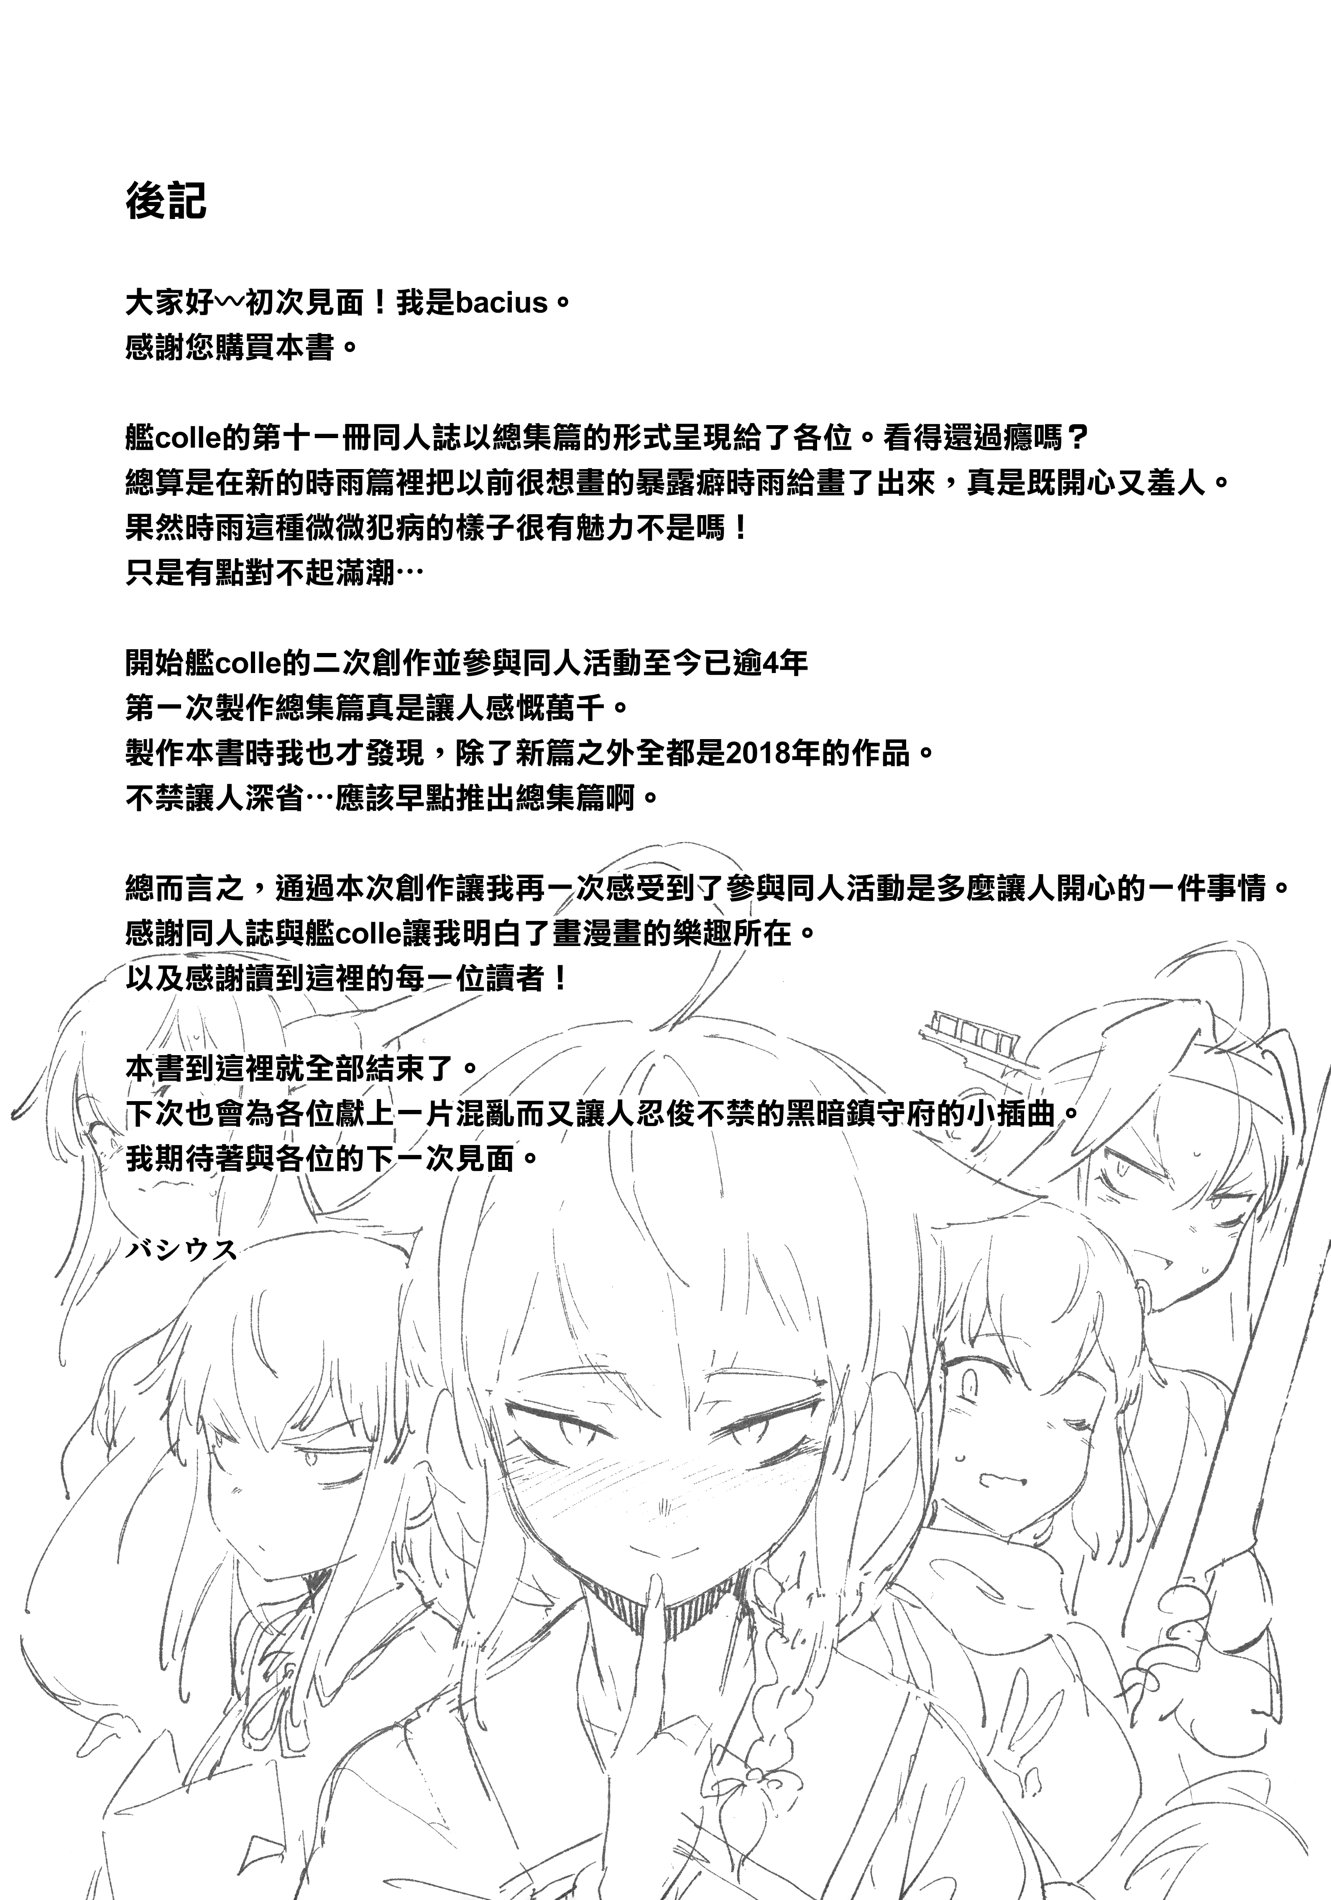 後記
大家好〰初次見面！我是bacius。
感謝您購買本書。
艦colle的第十一冊同人誌以總集篇的形式呈現給了各位。看得還過癮嗎？
總算是在新的時雨篇裡把以前很想畫的暴露癖時雨給畫了出來，真是既開心又羞人。
果然時雨這種微微犯病的樣子很有魅力不是嗎！
只是有點對不起滿潮…
開始艦colle的二次創作並參與同人活動至今已逾4年
第一次製作總集篇真是讓人感慨萬千。
製作本書時我也才發現，除了新篇之外全都是2018年的作品。
不禁讓人深省…應該早點推出總集篇啊。
總而言之，通過本次創作讓我再一次感受到了參與同人活動是多麼讓人開心的一件事情。
感謝同人誌與艦colle讓我明白了畫漫畫的樂趣所在。
以及感謝讀到這裡的每一位讀者！
本書到這裡就全部結束了。
下次也會為各位獻上一片混亂而又讓人忍俊不禁的黑暗鎮守府的小插曲。
我期待著與各位的下一次見面。
バシウス